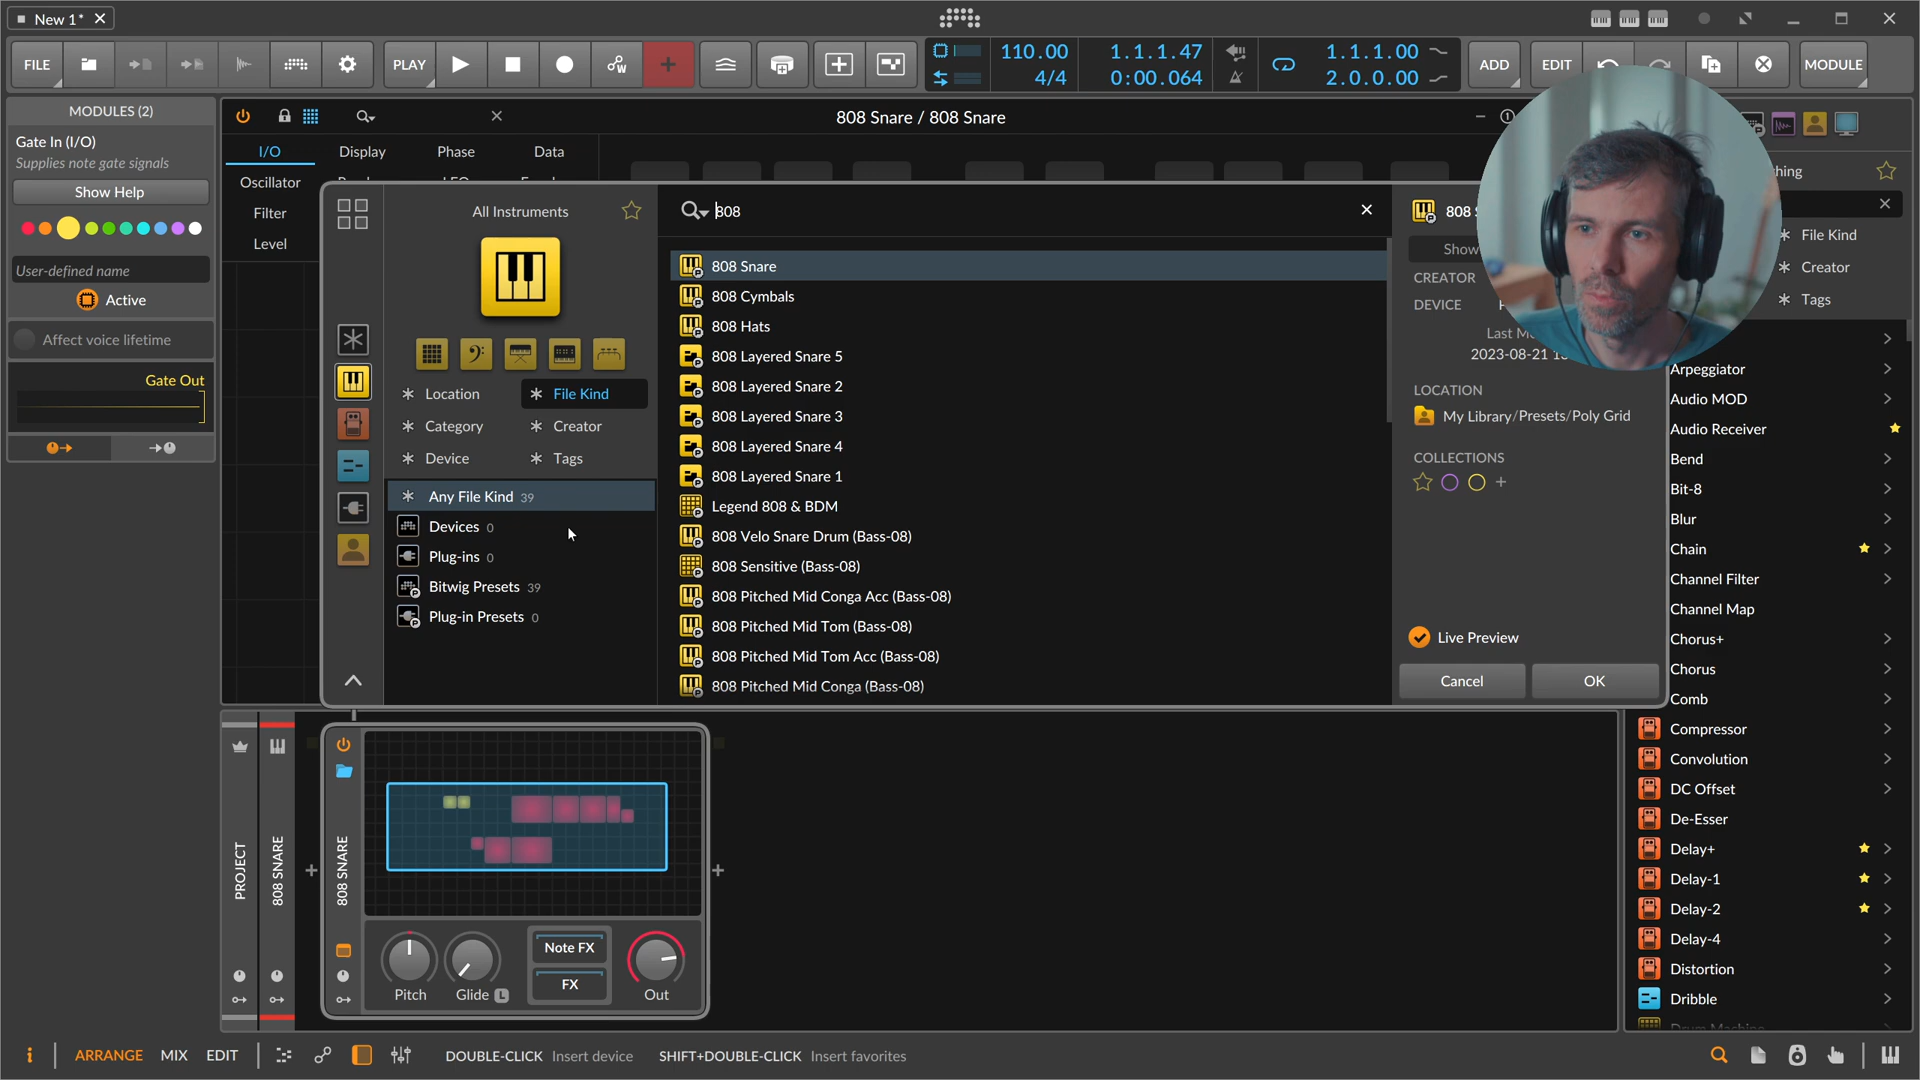 New 1*
FILE
PLAY
110.00
4/4
1.1.1.47
0:00.064
1.1.1.00
2.0.0.00
ADD
EDIT
MODULE
MODULES (2)
Gate In (I/O)
Supplies note gate signals
Show Help
User-defined name
Active
Affect voice lifetime
Gate Out
808 Snare / 808 Snare
I/O
Display
Phase
Data
Oscillator
Filter
Level
All Instruments
Location
File Kind
Category
Creator
Device
Tags
Any File Kind 39
Devices 0
Plug-ins 0
Bitwig Presets 39
Plug-in Presets 0
808
808 Snare
808 Cymbals
808 Hats
808 Layered Snare 5
808 Layered Snare 2
808 Layered Snare 3
808 Layered Snare 4
808 Layered Snare 1
Legend 808 & BDM
808 Velo Snare Drum (Bass-08)
808 Sensitive (Bass-08)
808 Pitched Mid Conga Acc (Bass-08)
808 Pitched Mid Tom (Bass-08)
808 Pitched Mid Tom Acc (Bass-08)
808 Pitched Mid Conga (Bass-08)
808
Show
CREATOR
DEVICE
Last
2023-08-21
LOCATION
My Library/Presets/Poly Grid
COLLECTIONS
Live Preview
Cancel
OK
File Kind
Creator
Tags
Arpeggiator
Audio MOD
Audio Receiver
Bend
Bit-8
Blur
Chain
Channel Filter
Channel Map
Chorus+
Chorus
Comb
Compressor
Convolution
DC Offset
De-Esser
Delay+
Delay-1
Delay-2
Delay-4
Distortion
Dribble
Drum Machine
PROJECT
808 SNARE
808 SNARE
Pitch
Glide L
Note FX
FX
Out
ARRANGE
MIX
EDIT
DOUBLE-CLICK Insert device
SHIFT+DOUBLE-CLICK Insert favorites